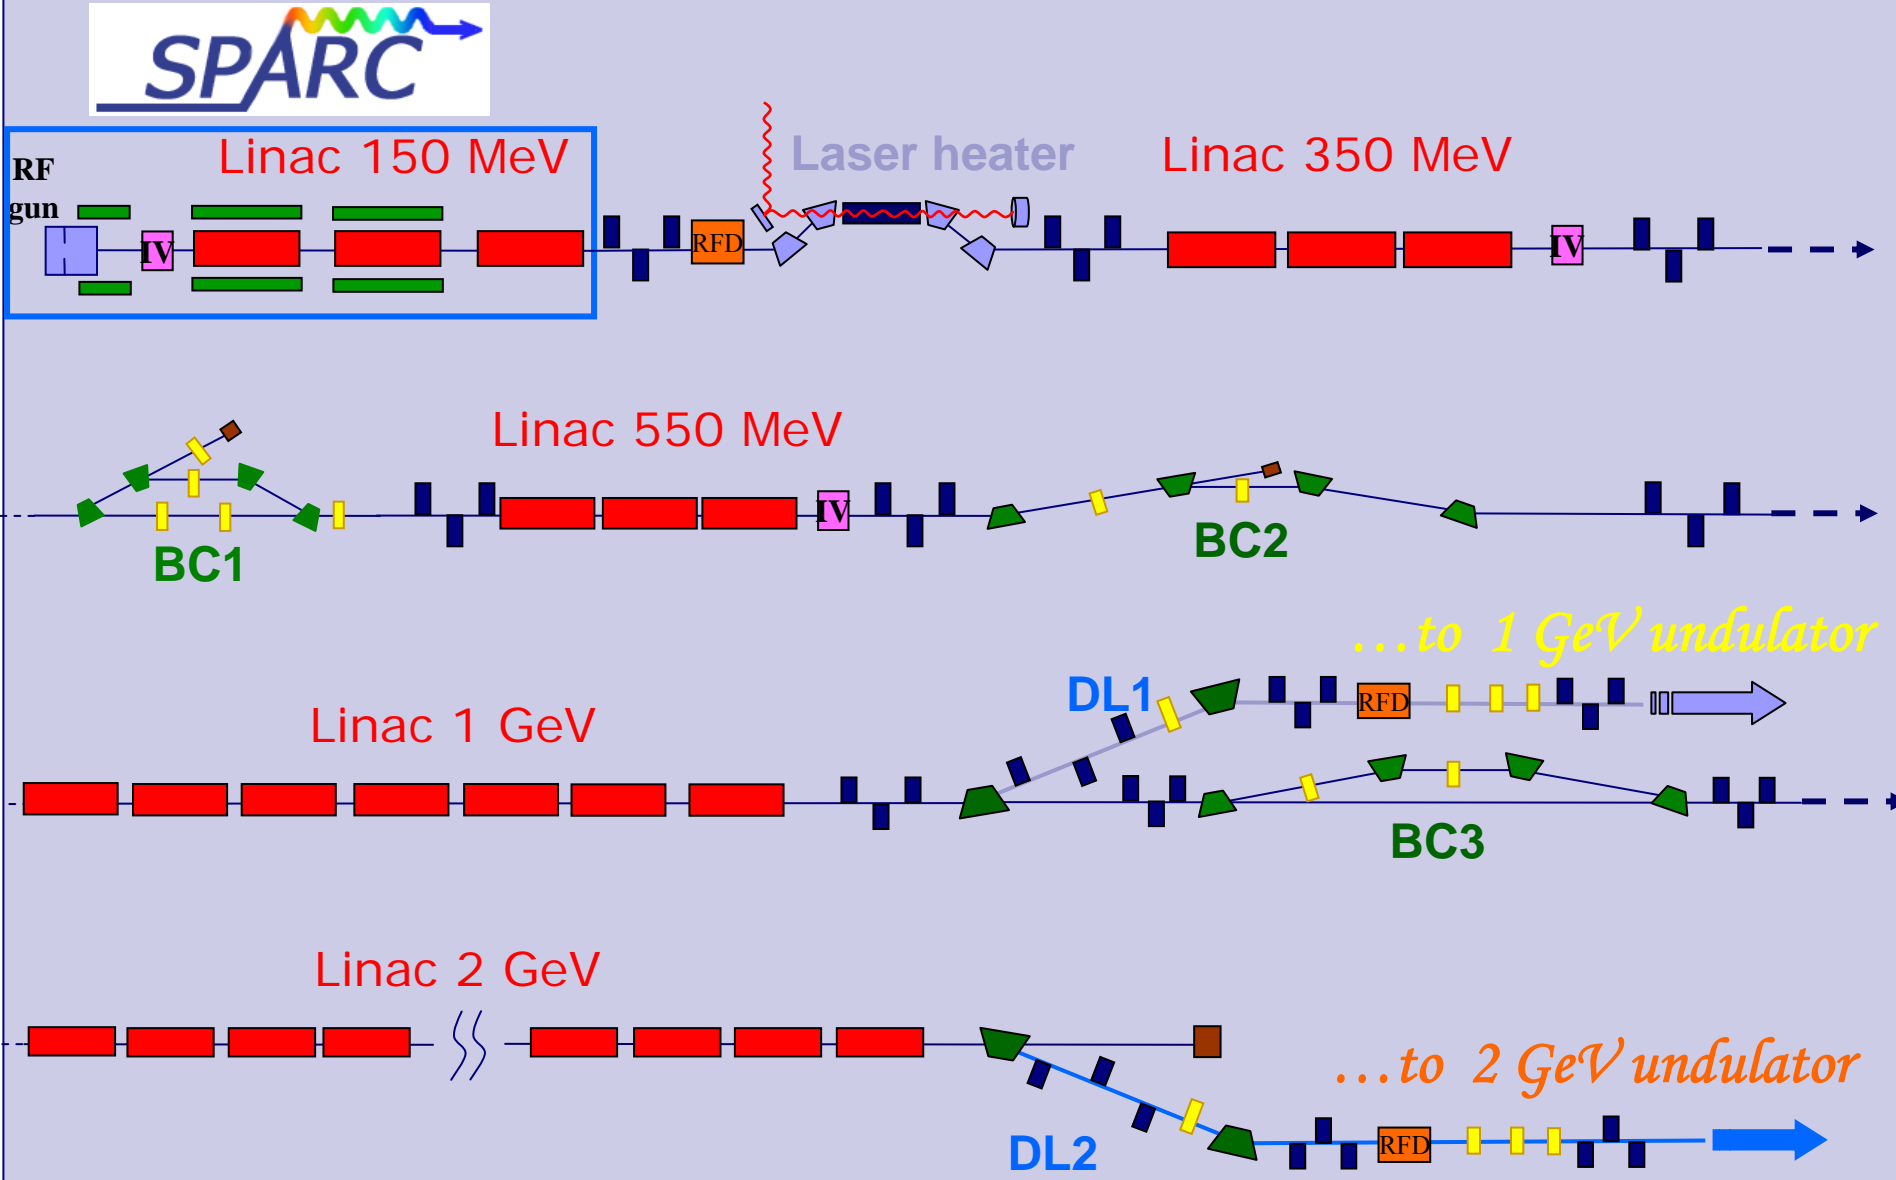 SPARC
Linac 150 MeV
Laser heater
Linac 350 MeV
RF
gun
IV
RFD
IV
Linac 550 MeV
IV
BC1
BC2
...to 1 GeV undulator
DL1
RFD
Linac 1 GeV
BC3
Linac 2 GeV
...to 2 GeV undulator
RFD
DL2